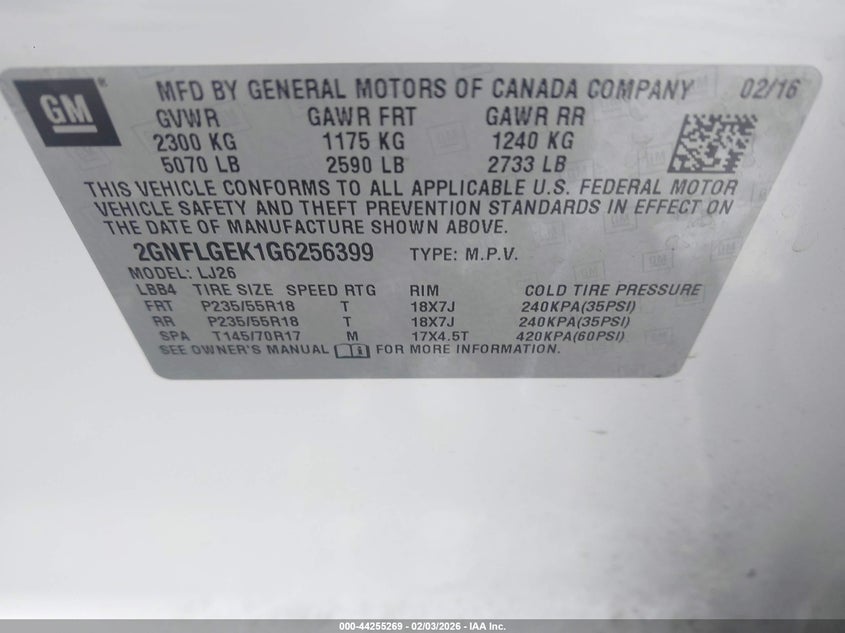 GM ®
MFD BY GENERAL MOTORS OF CANADA COMPANY 02/16
GVWR GAWR FRT GAWR RR
2300 KG 1175 KG 1240 KG
5070 LB 2590 LB 2733 LB
THIS VEHICLE CONFORMS TO ALL APPLICABLE U.S. FEDERAL MOTOR
VEHICLE SAFETY AND THEFT PREVENTION STANDARDS IN EFFECT ON
THE DATE OF MANUFACTURE SHOWN ABOVE.
2GNFLGEK1G6256399 TYPE: M.P.V.
MODEL: LJ26
LBB4 TIRE SIZE SPEED RTG RIM COLD TIRE PRESSURE
FRT P235/55R18 T 18X7J 240KPA(35PSI)
RR P235/55R18 T 18X7J 240KPA(35PSI)
SPA T145/70R17 M 17X4.5T 420KPA(60PSI)
SEE OWNER'S MANUAL FOR MORE INFORMATION.
000-44255269 - 02/03/2026 - IAA Inc.